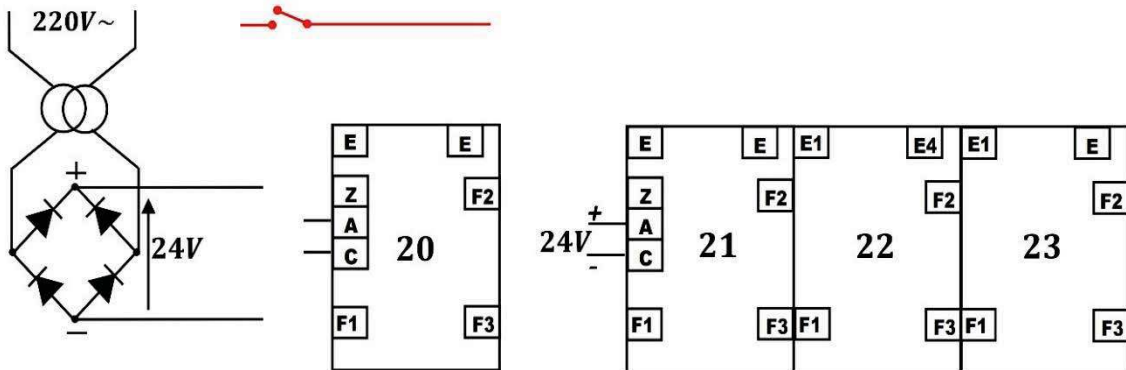 220V~
E E E E E1 E4 E1 E
Z F2 Z F2 F2 F2
+ A + A
24V 20 24V 21 22 23
C - C
F1 F3 F1 F3 F1 F3 F1 F3
−